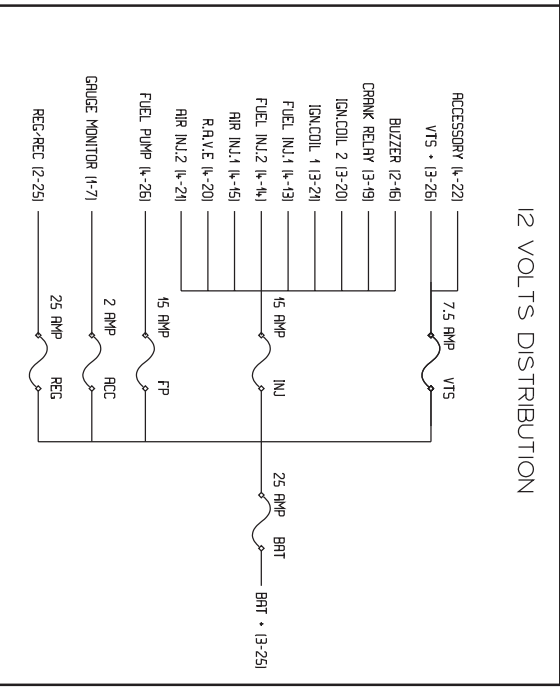 12 VOLTS DISTRIBUTION
ACCESSORY (4-22)
VTS + (3-26)
7.5 AMP VTS
BUZZER (2-16)
CRANK RELAY (3-19)
IGN.COIL 2 (3-20)
IGN.COIL 1 (3-21)
FUEL INJ.1 (4-13)
FUEL INJ.2 (4-14)
AIR INJ.1 (4-15)
R.A.V.E (4-20)
AIR INJ.2 (4-21)
15 AMP INJ
25 AMP BAT
BAT + (3-25)
FUEL PUMP (4-26)
15 AMP FP
GAUGE MONITOR (1-7)
2 AMP ACC
REG/REC (2-25)
25 AMP REG